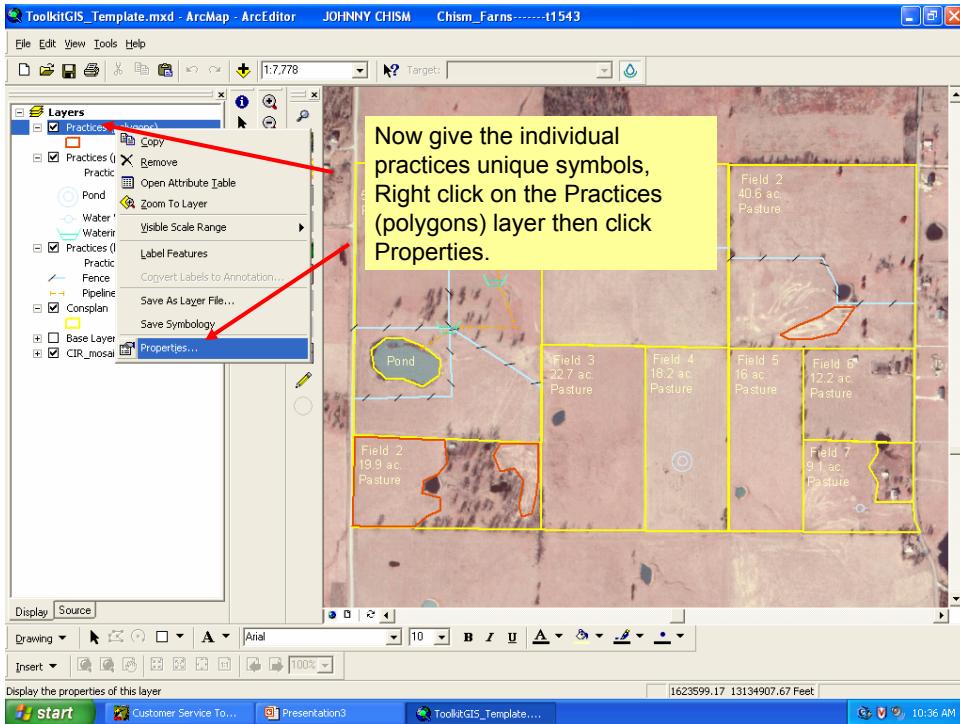 ToolkitGIS_Template.mxd - ArcMap - ArcEditor JOHNNY CHISM Chism_Farns-------t1543
File Edit View Tools Help
1:7,778 Target:
Layers
Practices (polygons)
Practices (
Practic
Pond
Water
Waterin
Practices (l
Practic
Fence
Pipeline
Consplan
Base Layer
CIR_mosai
Copy
Remove
Open Attribute Table
Zoom To Layer
Visible Scale Range
Label Features
Convert Labels to Annotation...
Save As Layer File...
Save Symbology
Properties...
Now give the individual
practices unique symbols,
Right click on the Practices
(polygons) layer then click
Properties.
Field 2
40.6 ac.
Pasture
Pond
Field 3
22.7 ac.
Pasture
Field 4
18.2 ac.
Pasture
Field 5
16 ac.
Pasture
Field 6
12.2 ac.
Pasture
Field 2
19.9 ac.
Pasture
Field 7
9.1 ac.
Pasture
Display Source
Drawing A Arial 10 B I U A
Insert 1:1 100%
Display the properties of this layer 1623599.17 13134907.67 Feet
start Customer Service To... Presentation3 ToolkitGIS_Template.... 10:36 AM